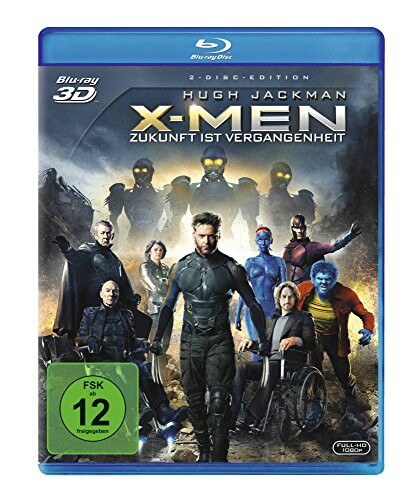 Blu-ray Disc
Blu-ray
3D
2-DISC-EDITION
HUGH JACKMAN
X-MEN
ZUKUNFT IST VERGANGENHEIT
FSK
ab
12
freigegeben
FULL-HD
1080p